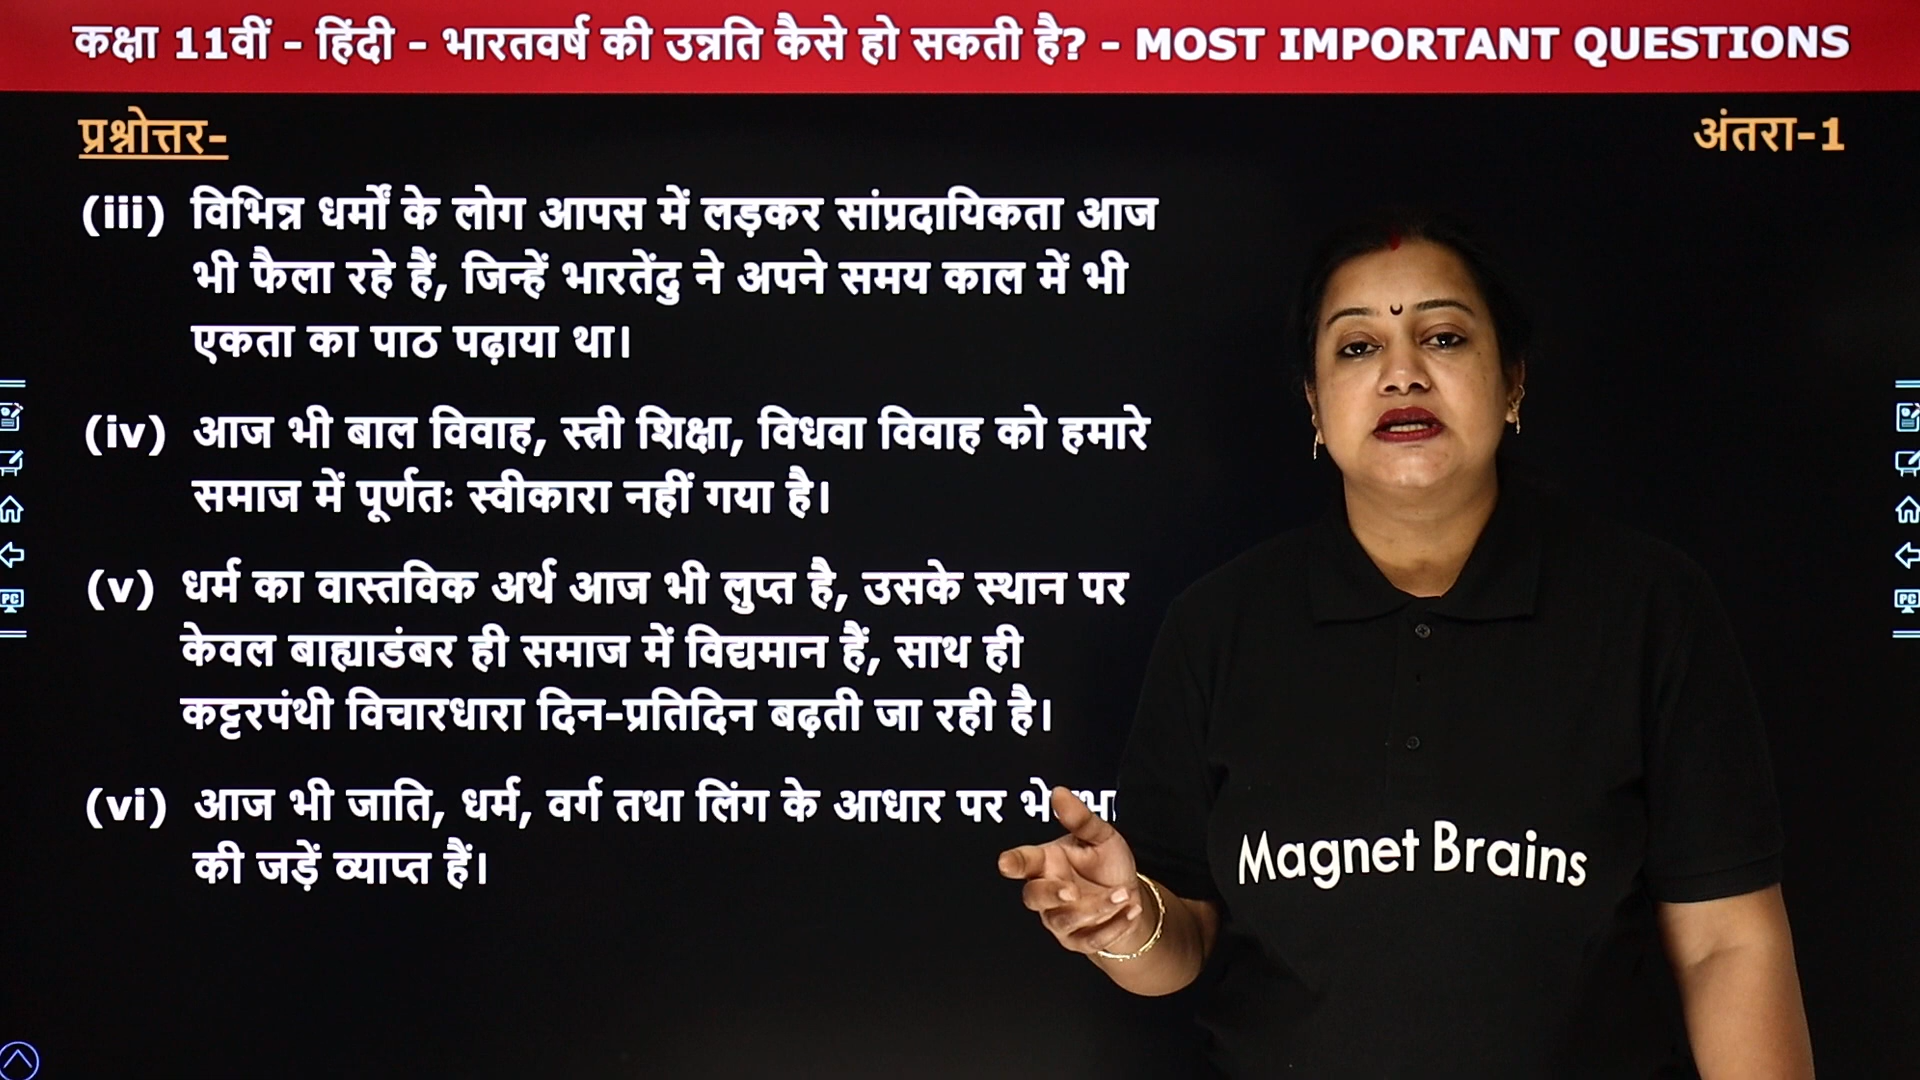 कक्षा 11वीं - हिंदी - भारतवर्ष की उन्नति कैसे हो सकती है? - MOST IMPORTANT QUESTIONS
प्रश्नोत्तर-
अंतरा-1
(iii) विभिन्न धर्मों के लोग आपस में लड़कर सांप्रदायिकता आज
भी फैला रहे हैं, जिन्हें भारतेंदु ने अपने समय काल में भी
एकता का पाठ पढ़ाया था।
(iv) आज भी बाल विवाह, स्त्री शिक्षा, विधवा विवाह को हमारे
समाज में पूर्णतः स्वीकारा नहीं गया है।
(v) धर्म का वास्तविक अर्थ आज भी लुप्त है, उसके स्थान पर
केवल बाह्याडंबर ही समाज में विद्यमान हैं, साथ ही
कट्टरपंथी विचारधारा दिन-प्रतिदिन बढ़ती जा रही है।
(vi) आज भी जाति, धर्म, वर्ग तथा लिंग के आधार पर
की जड़ें व्याप्त हैं।
Magnet Brains
PC
PC